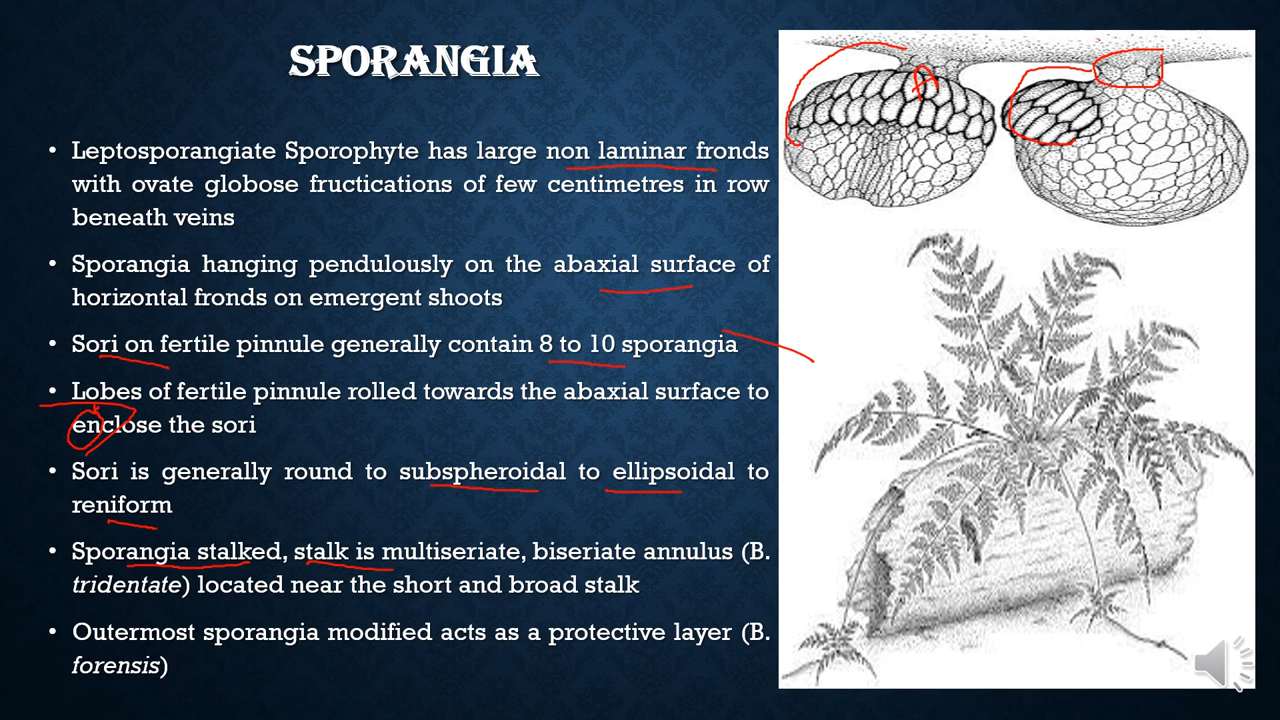 SPORANGIA
• Leptosporangiate Sporophyte has large non laminar fronds
with ovate globose fructications of few centimetres in row
beneath veins
• Sporangia hanging pendulously on the abaxial surface of
horizontal fronds on emergent shoots
• Sori on fertile pinnule generally contain 8 to 10 sporangia
• Lobes of fertile pinnule rolled towards the abaxial surface to
enclose the sori
• Sori is generally round to subspheroidal to ellipsoidal to
reniform
• Sporangia stalked, stalk is multiseriate, biseriate annulus (B.
tridentate) located near the short and broad stalk
• Outermost sporangia modified acts as a protective layer (B.
forensis)